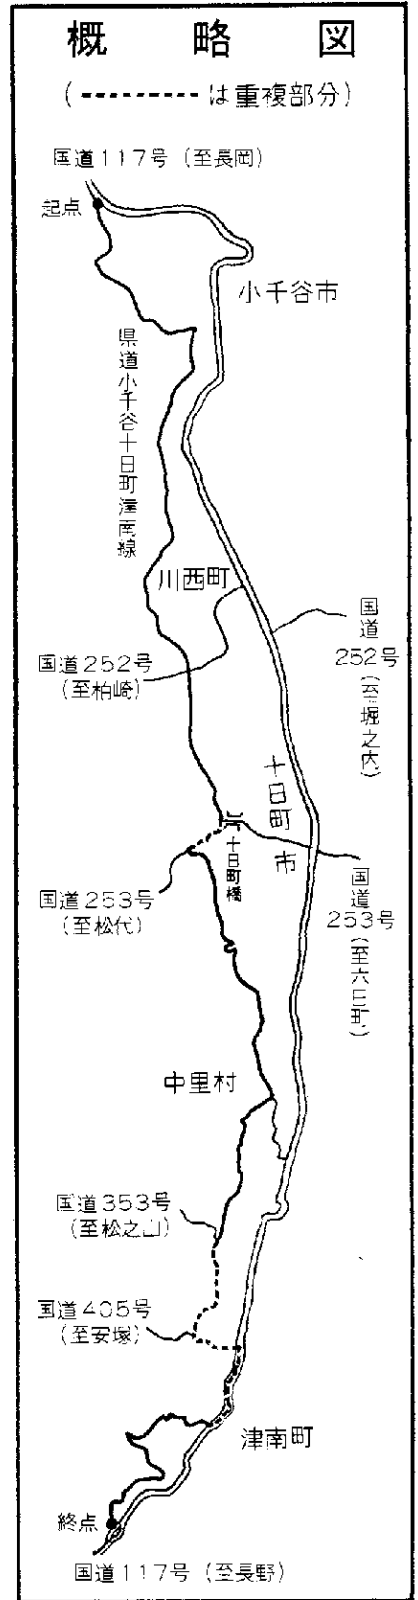 概略図
(-------は重複部分)
国道117号 (至長岡)
起点
小千谷市
県道小千谷十日町津南線
川西町
国道252号
(至堀之内)
国道252号
(至柏崎)
十日町市
十日町橋
国道253号
(至松代)
国道253号
(至六日町)
中里村
国道353号
(至松之山)
国道405号
(至安塚)
津南町
終点
国道117号 (至長野)